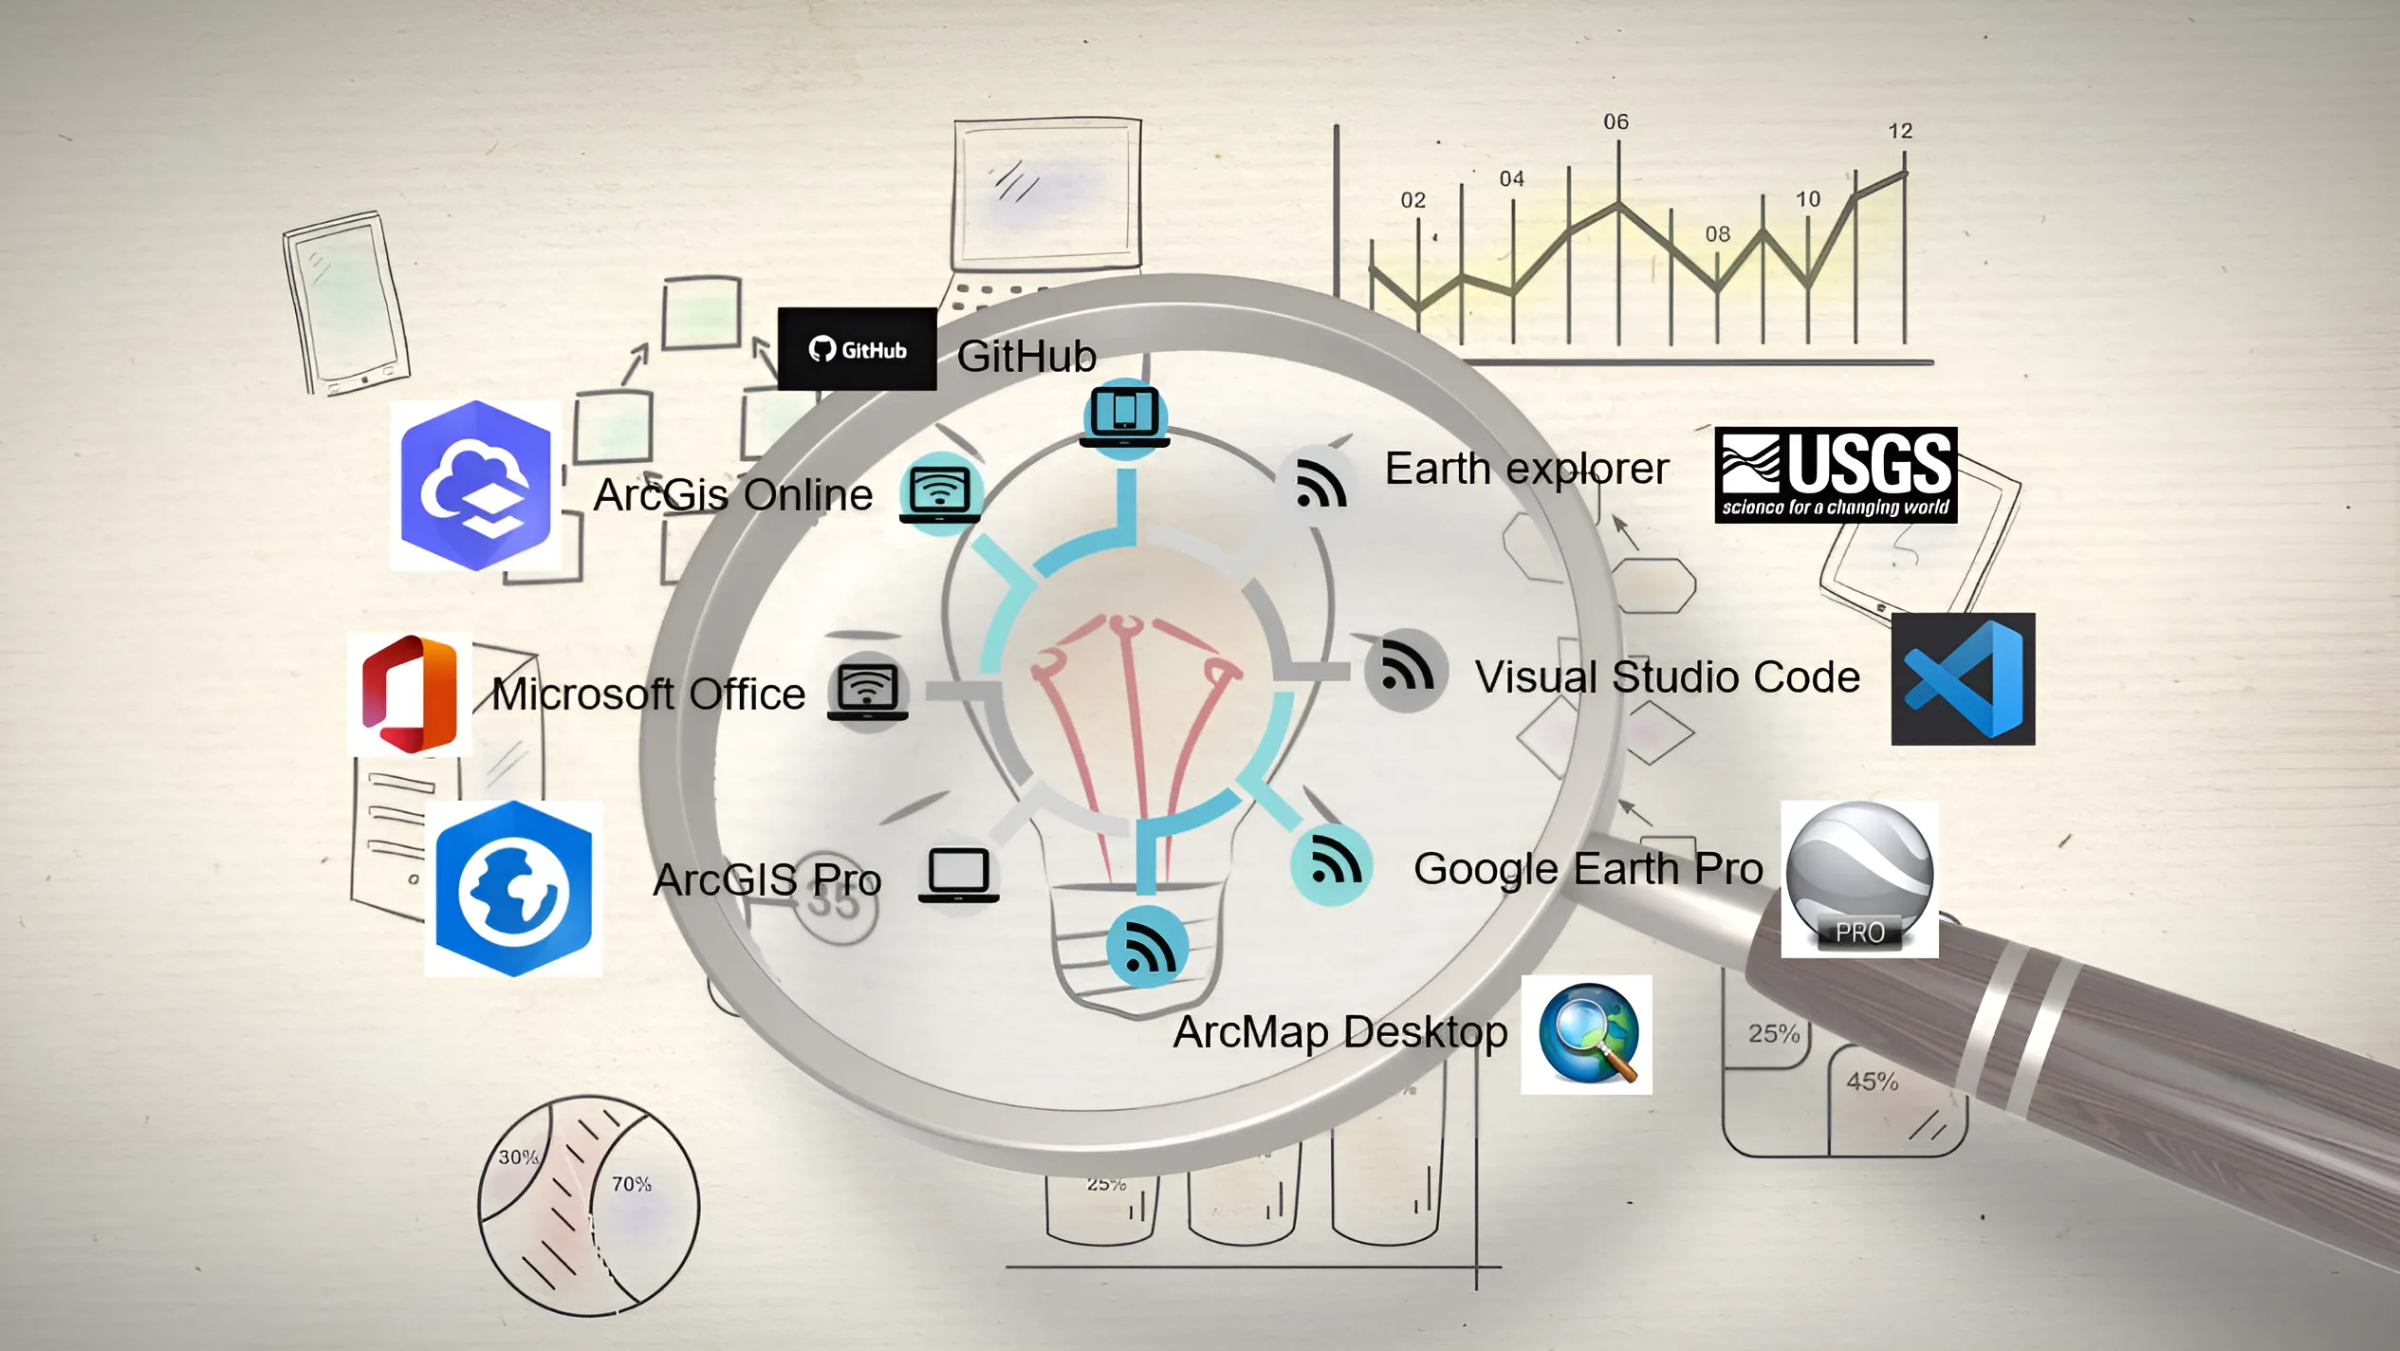 06
12
04
02
10
08
GitHub
GitHub
ArcGis Online
Earth explorer
USGS
science for a changing world
Microsoft Office
Visual Studio Code
ArcGIS Pro
35
Google Earth Pro
PRO
ArcMap Desktop
25%
45%
30%
70%
25%